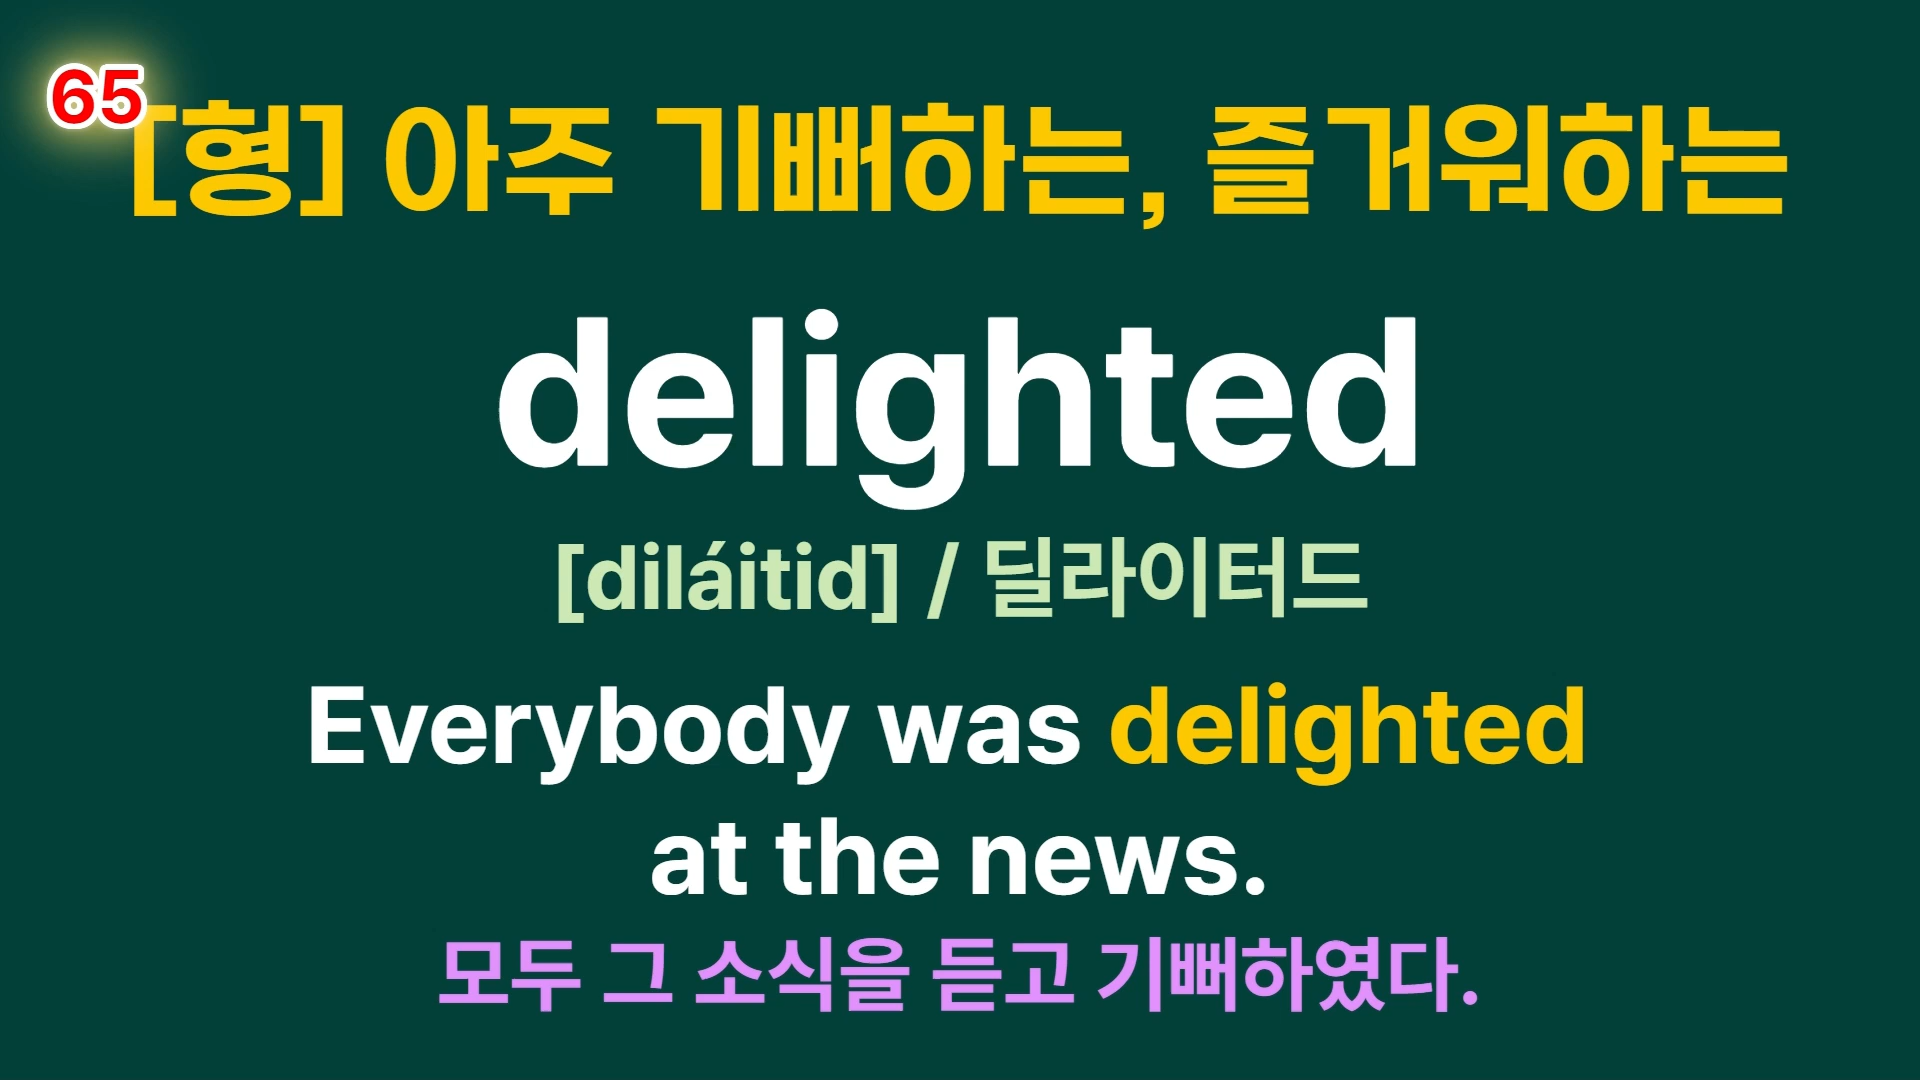 65
[형] 아주 기뻐하는, 즐거워하는
delighted
[diláitid] / 딜라이터드
Everybody was delighted
at the news.
모두 그 소식을 듣고 기뻐하였다.